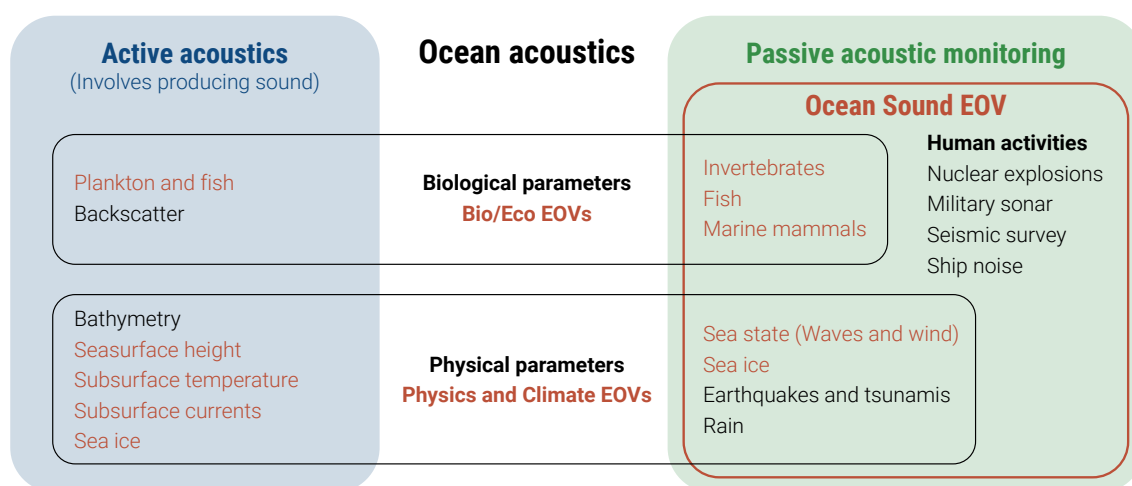 Active acoustics
(Involves producing sound)
Ocean acoustics
Passive acoustic monitoring
Ocean Sound EOV
Plankton and fish
Backscatter
Biological parameters
Bio/Eco EOVs
Invertebrates
Fish
Marine mammals
Human activities
Nuclear explosions
Military sonar
Seismic survey
Ship noise
Bathymetry
Seasurface height
Subsurface temperature
Subsurface currents
Sea ice
Physical parameters
Physics and Climate EOVs
Sea state (Waves and wind)
Sea ice
Earthquakes and tsunamis
Rain